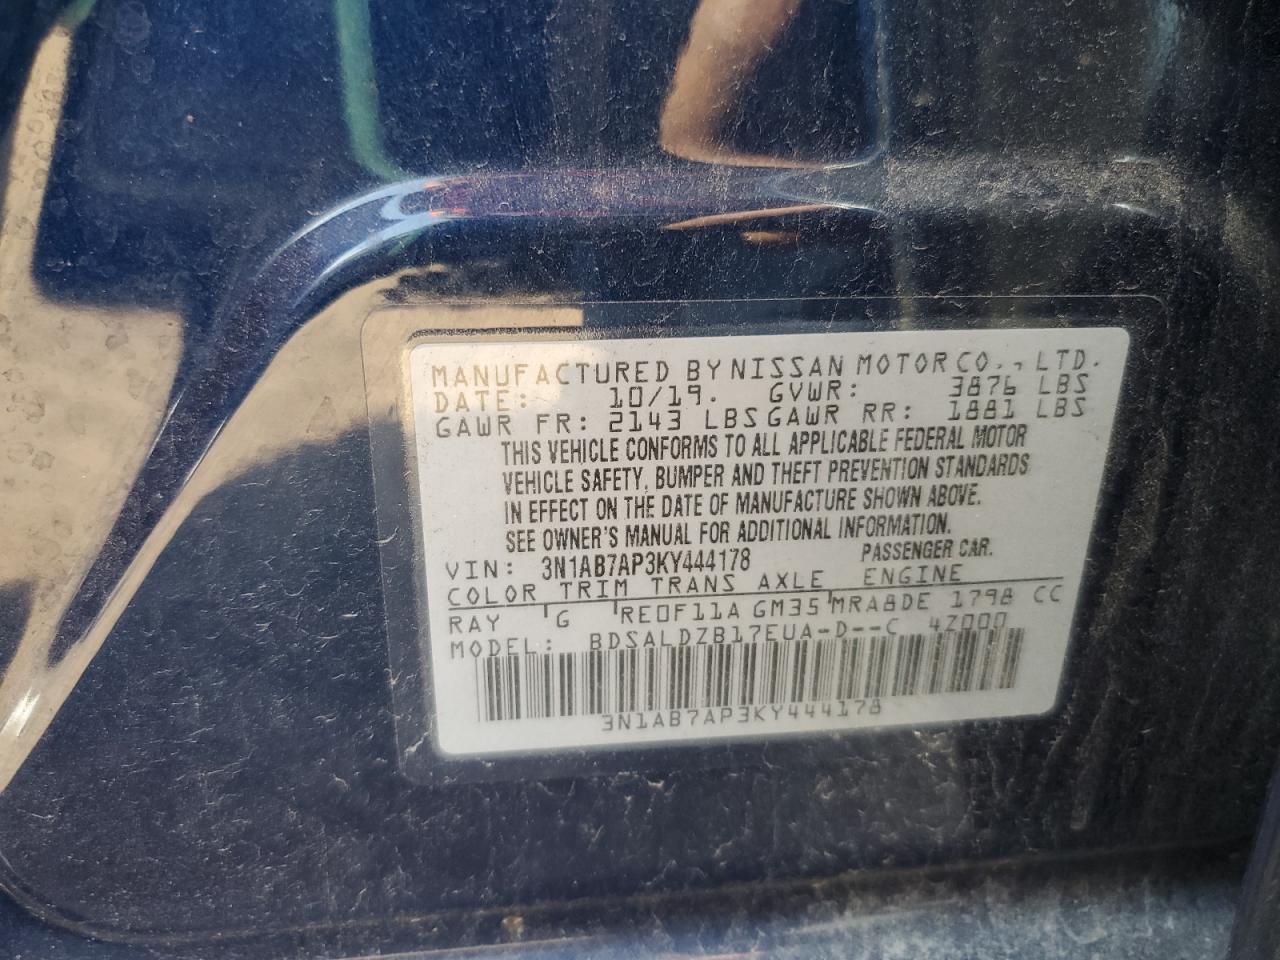 MANUFACTURED BY NISSAN MOTOR CO., LTD.
DATE: 10/19. GVWR: 3876 LBS
GAWR FR: 2143 LBS GAWR RR: 1881 LBS
THIS VEHICLE CONFORMS TO ALL APPLICABLE FEDERAL MOTOR
VEHICLE SAFETY, BUMPER AND THEFT PREVENTION STANDARDS
IN EFFECT ON THE DATE OF MANUFACTURE SHOWN ABOVE.
SEE OWNER'S MANUAL FOR ADDITIONAL INFORMATION.
VIN: 3N1AB7AP3KY444178 PASSENGER CAR.
COLOR TRIM TRANS AXLE ENGINE
RAY G RE0F11A GM35 MRA8DE 1798 CC
MODEL: BDSALDZB17EUA-D--C 4Z000
3N1AB7AP3KY444178